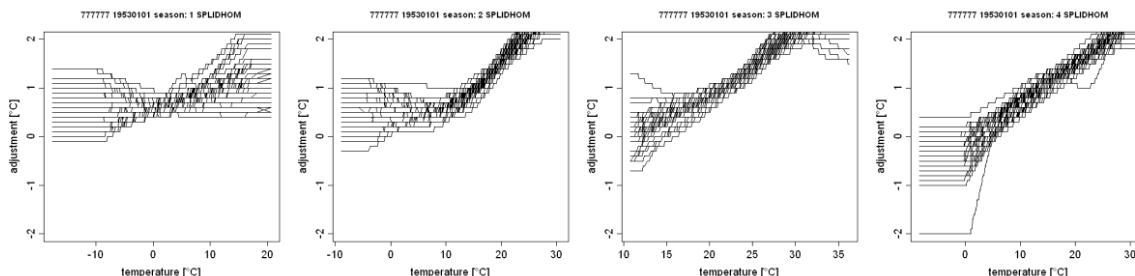 777777 19530101 season: 1 SPLIDHOM
777777 19530101 season: 2 SPLIDHOM
777777 19530101 season: 3 SPLIDHOM
777777 19530101 season: 4 SPLIDHOM
adjustment [°C]
2
1
0
-1
-2
-10 0 10 20
temperature [°C]
adjustment [°C]
2
1
0
-1
-2
-10 0 10 20 30
temperature [°C]
adjustment [°C]
2
1
0
-1
-2
10 15 20 25 30 35
temperature [°C]
adjustment [°C]
2
1
0
-1
-2
-10 0 10 20 30
temperature [°C]